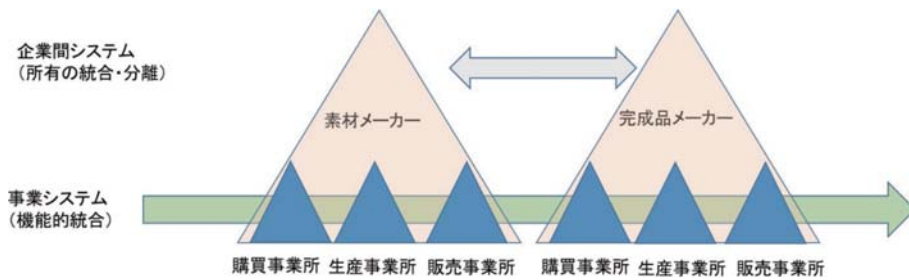 企業間システム
（所有の統合・分離）
素材メーカー
完成品メーカー
事業システム
（機能的統合）
購買事業所
生産事業所
販売事業所
購買事業所
生産事業所
販売事業所